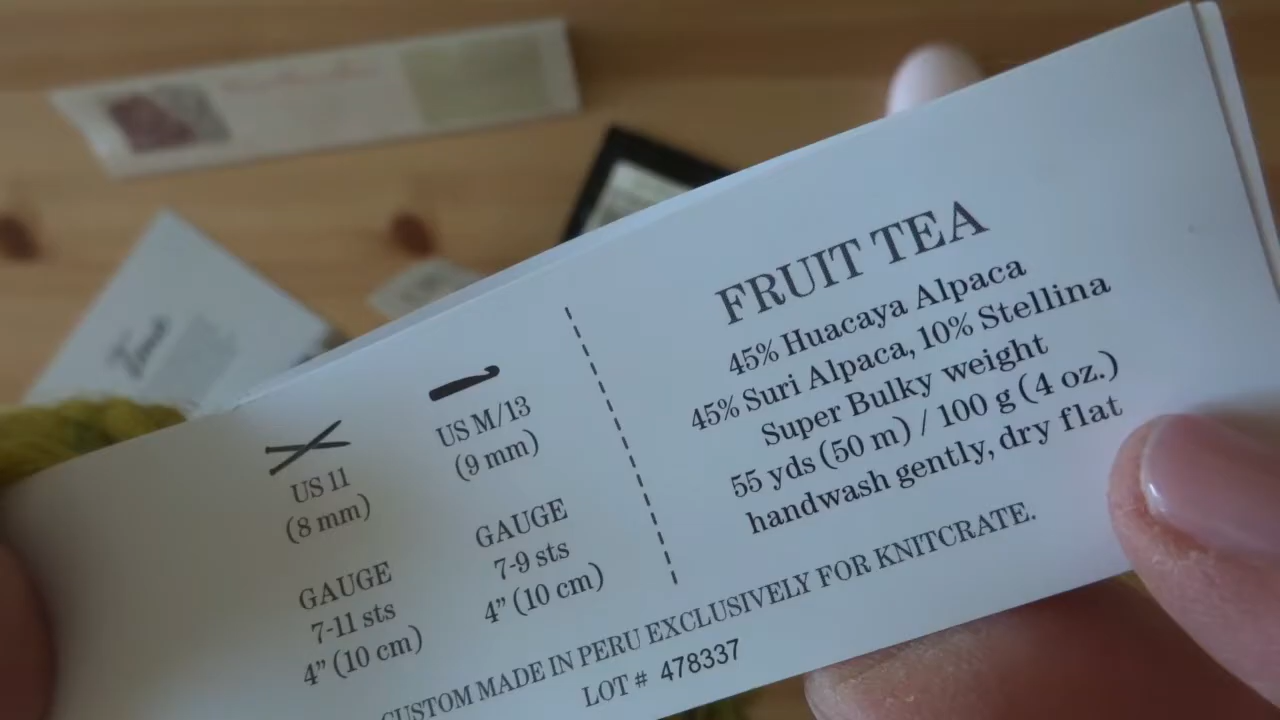 FRUIT TEA
45% Huacaya Alpaca
45% Suri Alpaca, 10% Stellina
Super Bulky weight
55 yds (50 m) / 100 g (4 oz.)
handwash gently, dry flat
US 11
(8 mm)
GAUGE
7-11 sts
4” (10 cm)
US M/13
(9 mm)
GAUGE
7-9 sts
4” (10 cm)
CUSTOM MADE IN PERU EXCLUSIVELY FOR KNITCRATE.
LOT # 478337